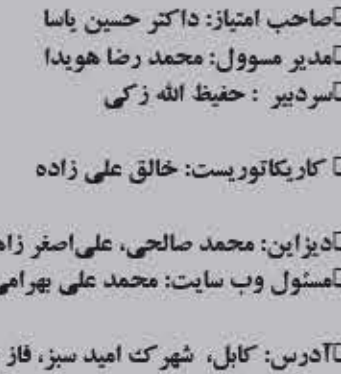 صاحب امتیاز: داکتر حسین یاسا
مدیر مسوول: محمد رضا هویدا
سردبیر : حفیظ الله زکی
کاریکاتوریست: خالق علی زاده
دیزاین: محمد صالحی، علی‌اصغر
مسئول وب سایت: محمد علی بهرامی
آدرس: کابل، شهرک امید سبز، فاز